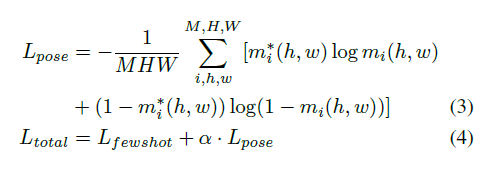 L_{pose} = -\frac{1}{MHW} \sum_{i,h,w}^{M,H,W} [m_i^*(h, w) \log m_i(h, w)
+ (1 - m_i^*(h, w)) \log(1 - m_i(h, w))] (3)
L_{total} = L_{fewshot} + \alpha \cdot L_{pose} (4)